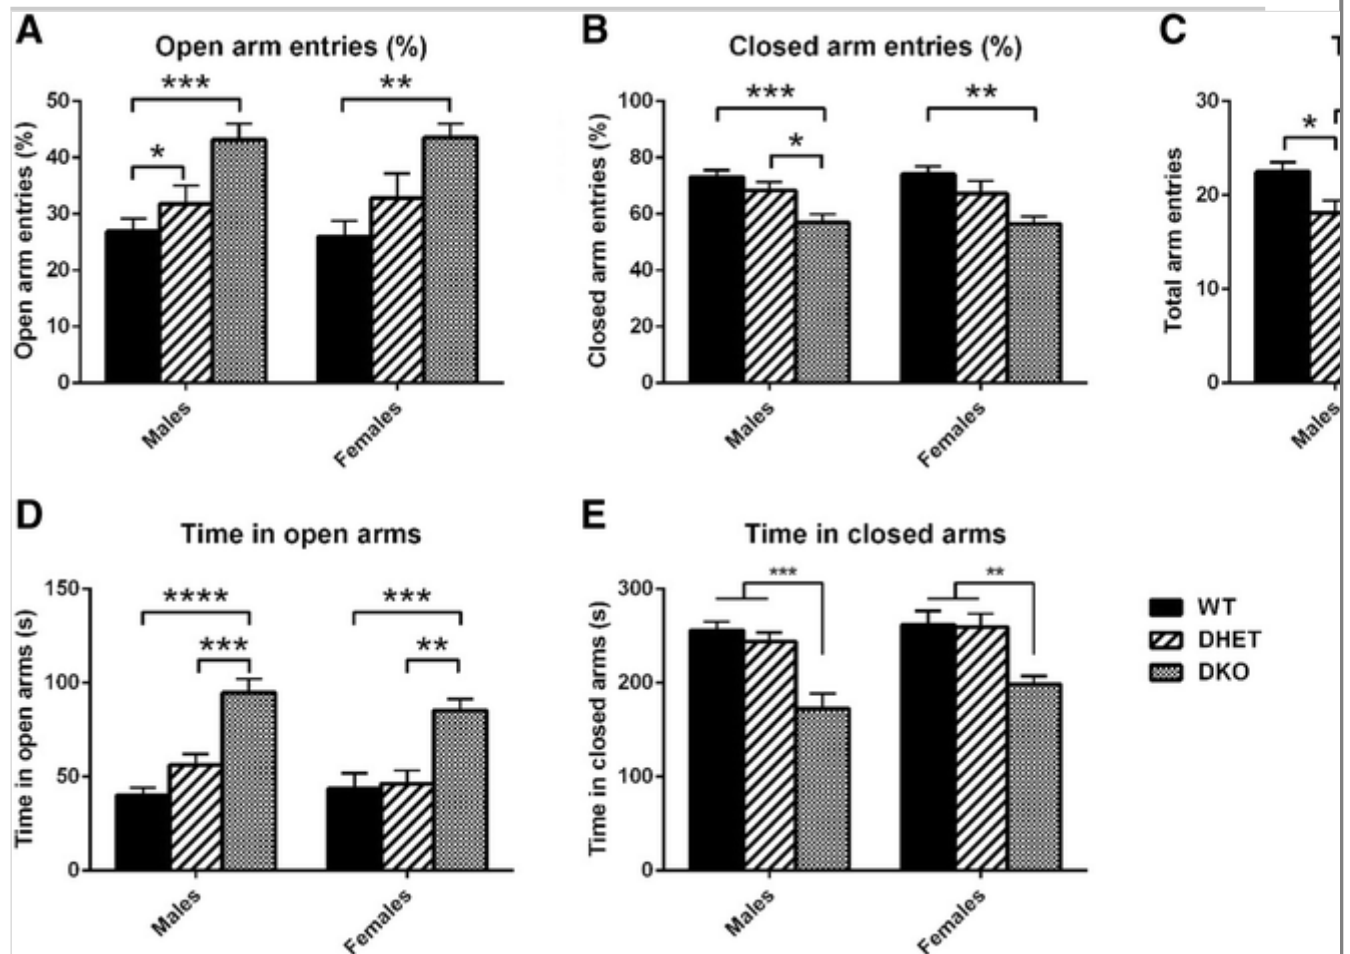 A
Open arm entries (%)
Open arm entries (%)
50
40
30
20
10
0
***
*
**
Males
Females
B
Closed arm entries (%)
Closed arm entries (%)
100
80
60
40
20
0
***
*
**
Males
Females
C
Total arm entries
30
20
10
0
*
Males
D
Time in open arms
Time in open arms (s)
150
100
50
0
****
***
***
**
Males
Females
E
Time in closed arms
Time in closed arms (s)
300
200
100
0
***
**
Males
Females
WT
DHET
DKO